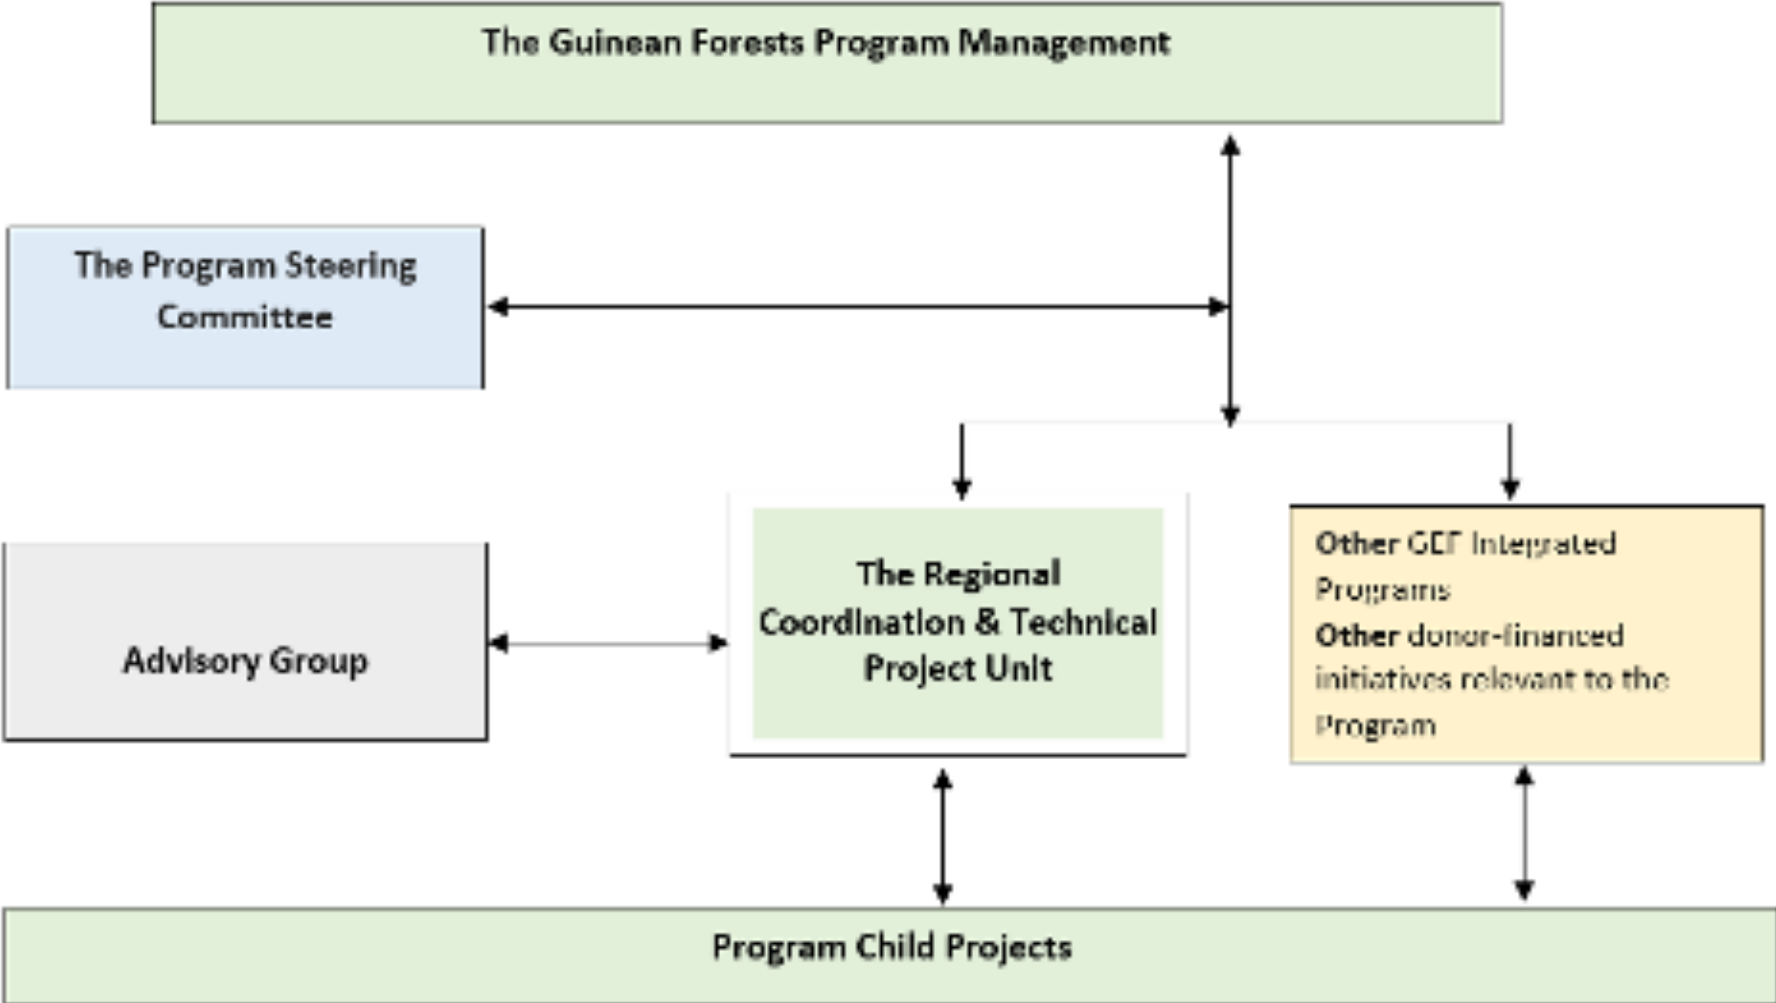 The Guinean Forests Program Management
The Program Steering
Committee
Advisory Group
The Regional
Coordination & Technical
Project Unit
Other GEF Integrated
Programs
Other donor-financed
initiatives relevant to the
Program
Program Child Projects